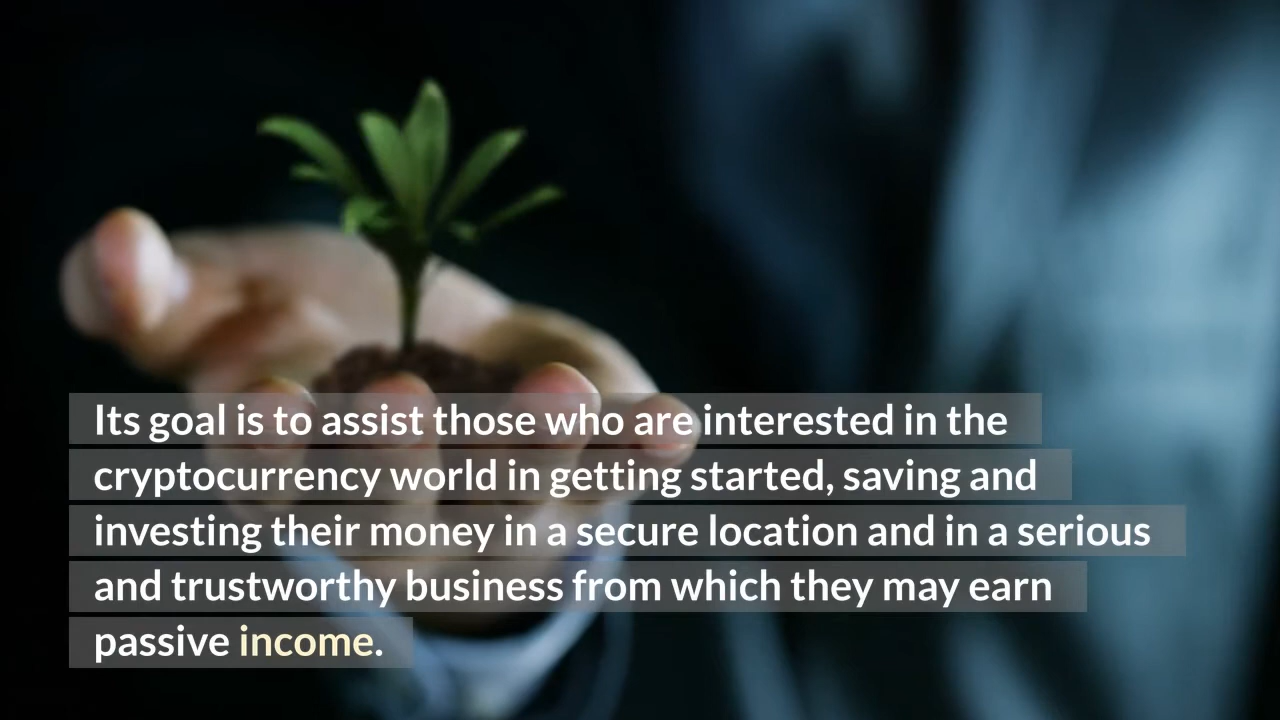 Its goal is to assist those who are interested in the
cryptocurrency world in getting started, saving and
investing their money in a secure location and in a serious
and trustworthy business from which they may earn
passive income.